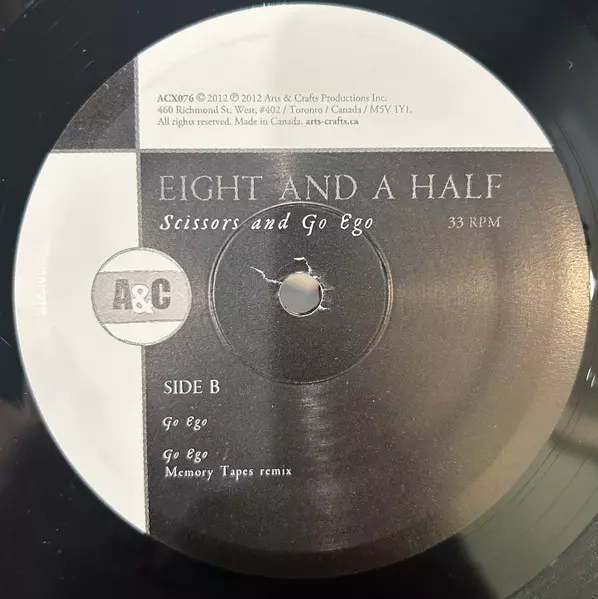 ACX076 © 2012 ℗ 2012 Arts & Crafts Productions Inc.
460 Richmond St. West, #402 / Toronto / Canada / M5V 1Y1.
All rights reserved. Made in Canada. arts-crafts.ca
EIGHT AND A HALF
Scissors and Go Ego
33 RPM
A&C
SIDE B
Go Ego
Go Ego
Memory Tapes remix